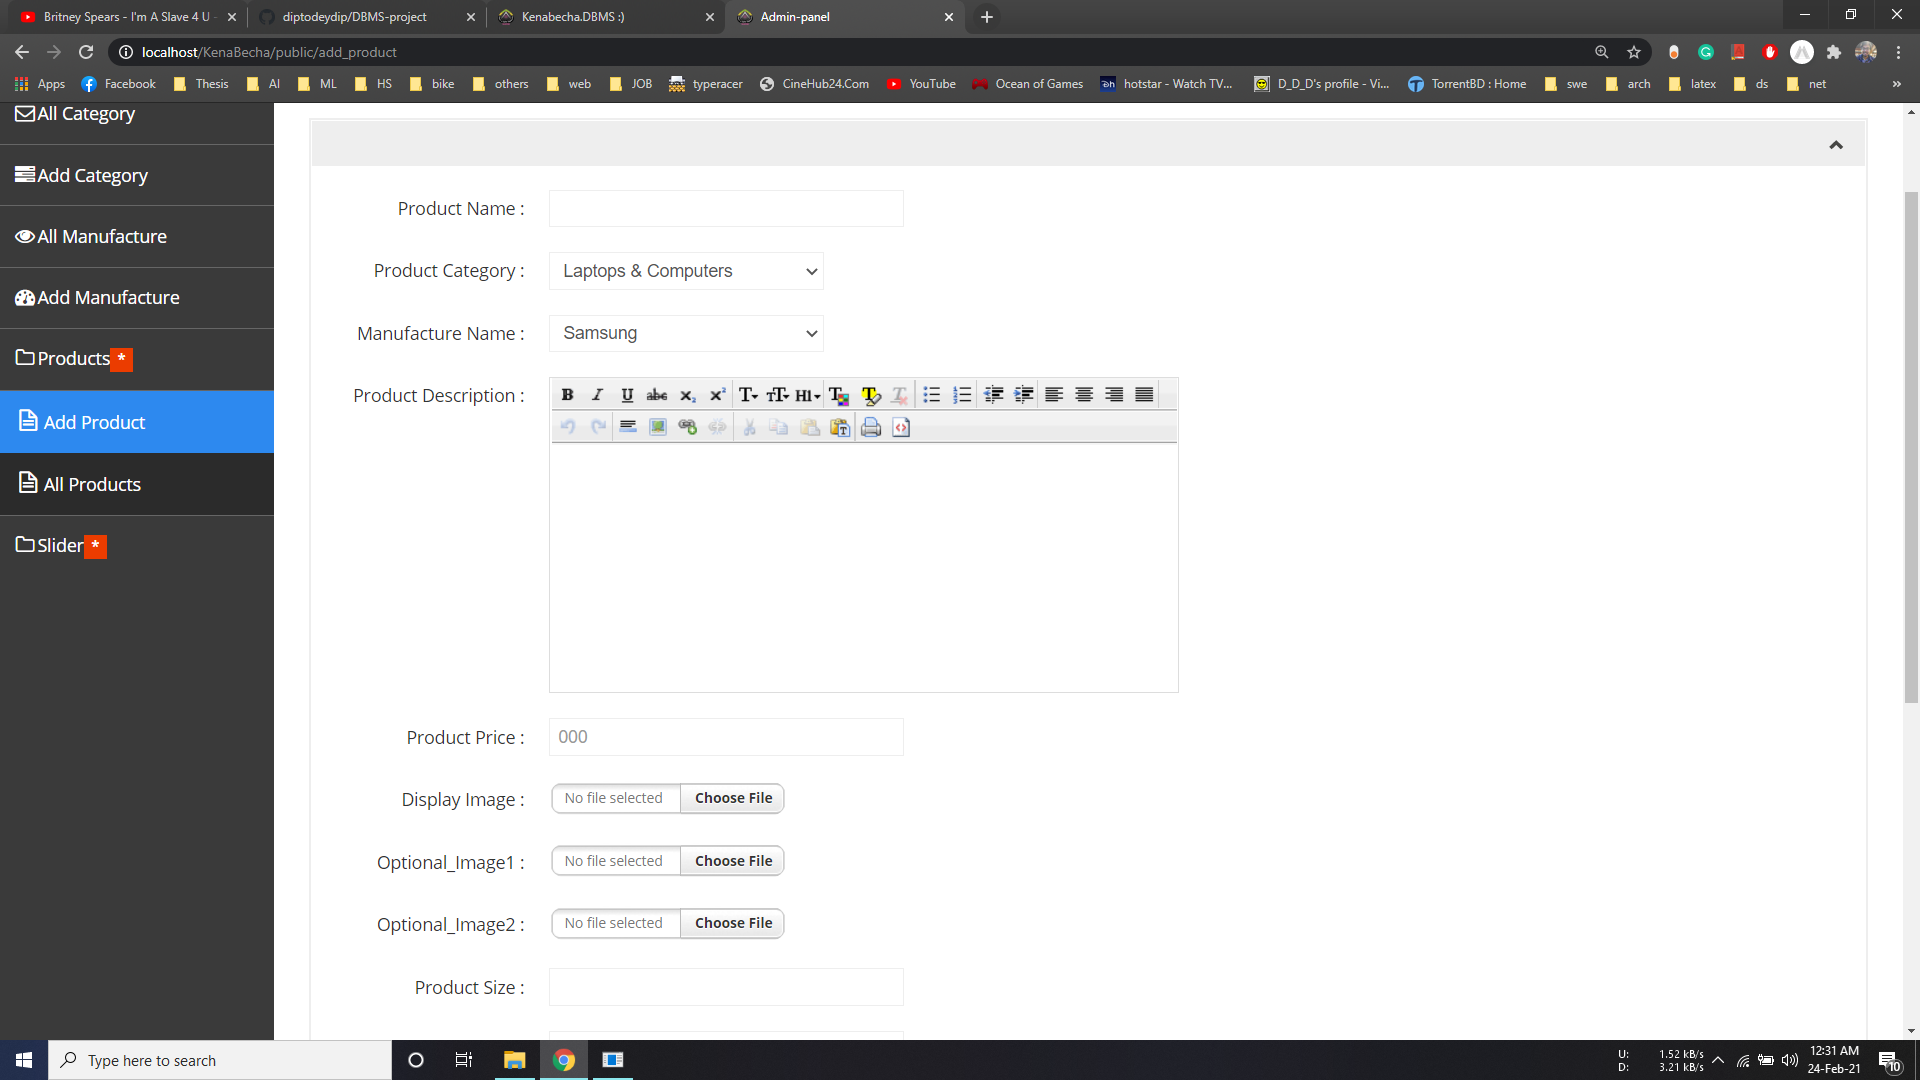 Britney Spears - I'm A Slave 4 U -
diptodeydip/DBMS-project
Kenabecha.DBMS :)
Admin-panel
localhost/KenaBecha/public/add_product
Apps
Facebook
Thesis
AI
ML
HS
bike
others
web
JOB
typeracer
CineHub24.Com
YouTube
Ocean of Games
hotstar - Watch TV...
D_D_D's profile - Vi...
TorrentBD : Home
swe
arch
latex
ds
net
»
All Category
Add Category
All Manufacture
Add Manufacture
Products *
Add Product
All Products
Slider *
Product Name :
Product Category : Laptops & Computers
Manufacture Name : Samsung
Product Description :
B I U abc x₂ x² T тT H1 T T T
Product Price : 000
Display Image : No file selected Choose File
Optional_Image1 : No file selected Choose File
Optional_Image2 : No file selected Choose File
Product Size :
Type here to search
U: 1.52 kB/s
D: 3.21 kB/s
12:31 AM
24-Feb-21
10